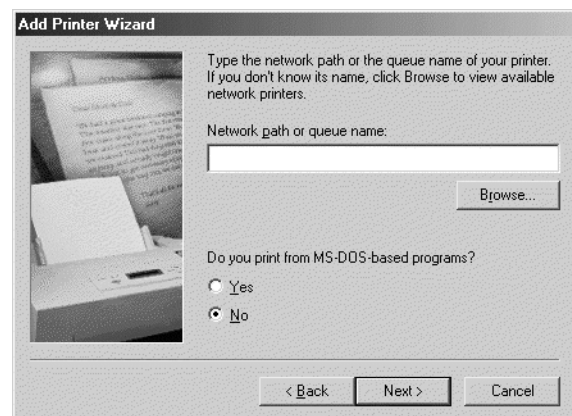 Add Printer Wizard
Type the network path or the queue name of your printer.
If you don't know its name, click Browse to view available
network printers.
Network path or queue name:
Browse...
Do you print from MS-DOS-based programs?
Yes
No
< Back
Next >
Cancel